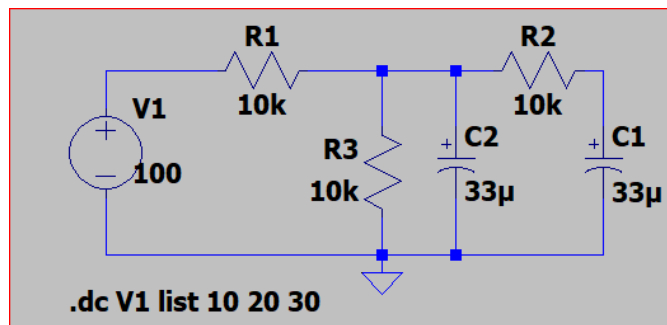 R1
R2
10k
10k
V1
+
100
R3
10k
+
C2
33µ
+
C1
33µ
.dc V1 list 10 20 30